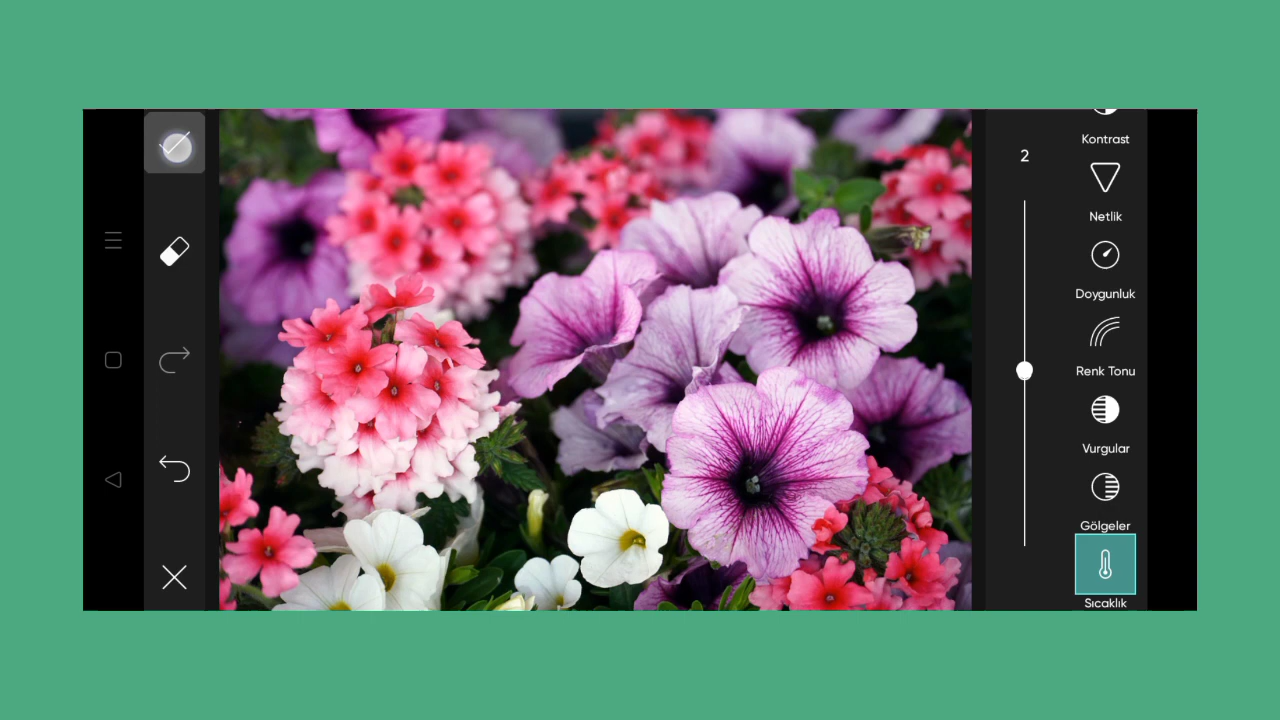 2
Kontrast
Netlik
Doygunluk
Renk Tonu
Vurgular
Gölgeler
Sıcaklık